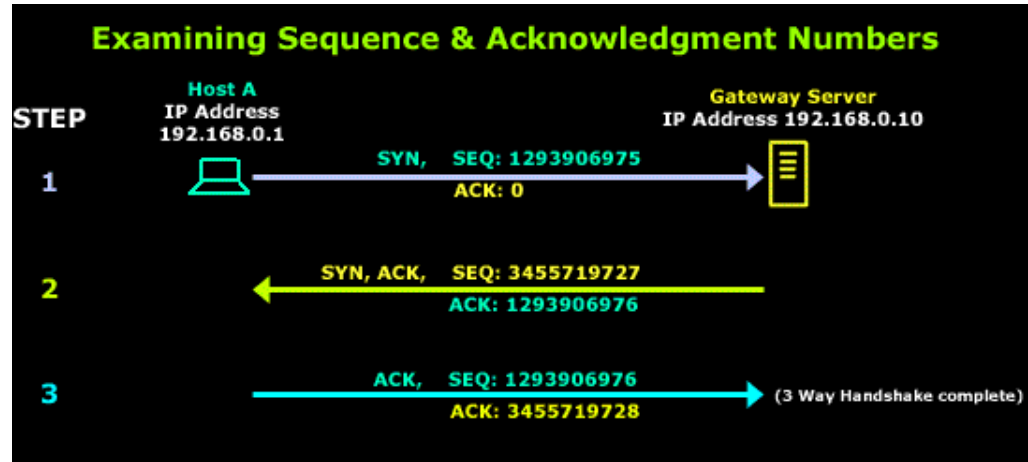 Examining Sequence & Acknowledgment Numbers
STEP
Host A
IP Address
192.168.0.1
Gateway Server
IP Address 192.168.0.10
1
SYN, SEQ: 1293906975
ACK: 0
2
SYN, ACK, SEQ: 3455719727
ACK: 1293906976
3
ACK, SEQ: 1293906976
ACK: 3455719728
(3 Way Handshake complete)